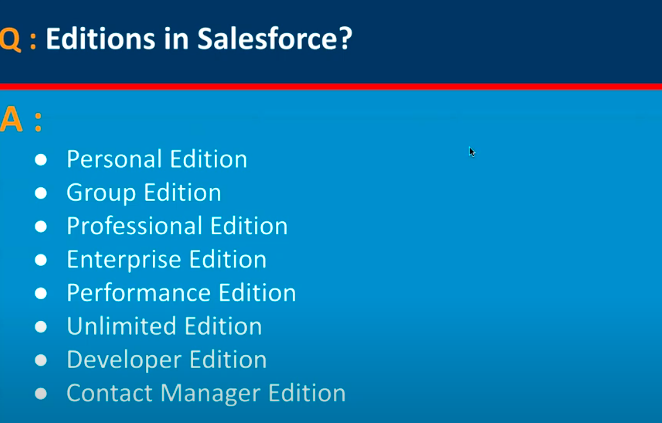 Q : Editions in Salesforce?
A :
● Personal Edition
● Group Edition
● Professional Edition
● Enterprise Edition
● Performance Edition
● Unlimited Edition
● Developer Edition
● Contact Manager Edition